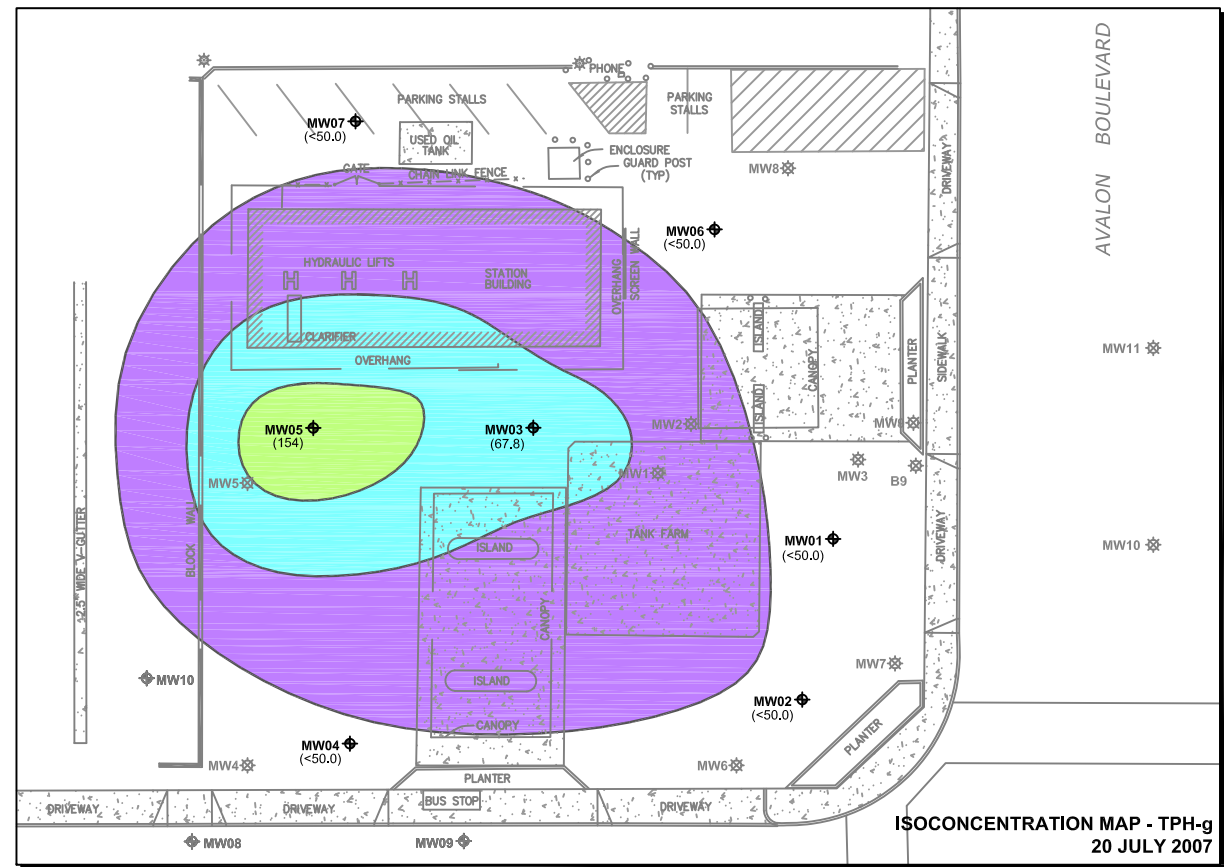 PHONE
AVALON BOULEVARD
PARKING STALLS
PARKING
STALLS
MW07
(<50.0)
USED OIL
TANK
ENCLOSURE
GUARD POST
(TYP)
GATE
CHAIN LINK FENCE
MW8
DRIVEWAY
MW06
(<50.0)
OVERHANG
SCREEN WALL
HYDRAULIC LIFTS
STATION
BUILDING
CLARIFIER
OVERHANG
ISLAND
CANOPY
ISLAND
PLANTER
SIDEWALK
MW11
MW05
(154)
MW03
(67.8)
MW2
MW1
MW3
B9
MW5
BLOCK WALL
2.5" WIDE V-GUTTER
ISLAND
TANK FARM
MW01
(<50.0)
DRIVEWAY
MW10
CANOPY
MW10
ISLAND
MW7
MW02
(<50.0)
CANOPY
PLANTER
MW04
(<50.0)
MW4
MW6
PLANTER
DRIVEWAY
DRIVEWAY
BUS STOP
DRIVEWAY
MW08
MW09
ISOCONCENTRATION MAP - TPH-g
20 JULY 2007